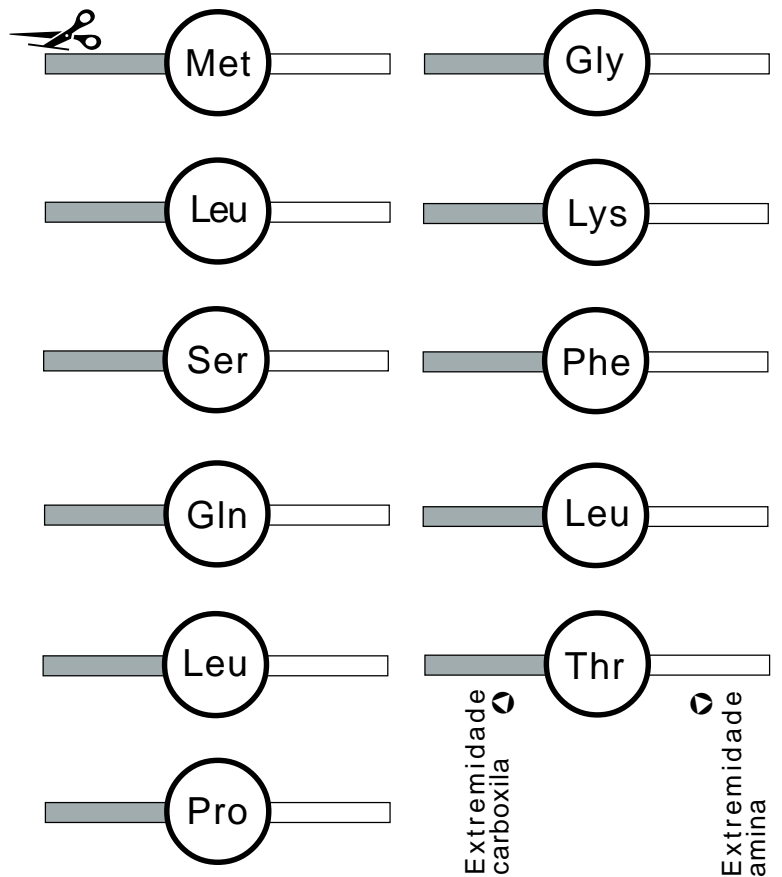 Met
Gly
Leu
Lys
Ser
Phe
Gln
Leu
Leu
Thr
Pro
Extremidade
carboxila
Extremidade
amina